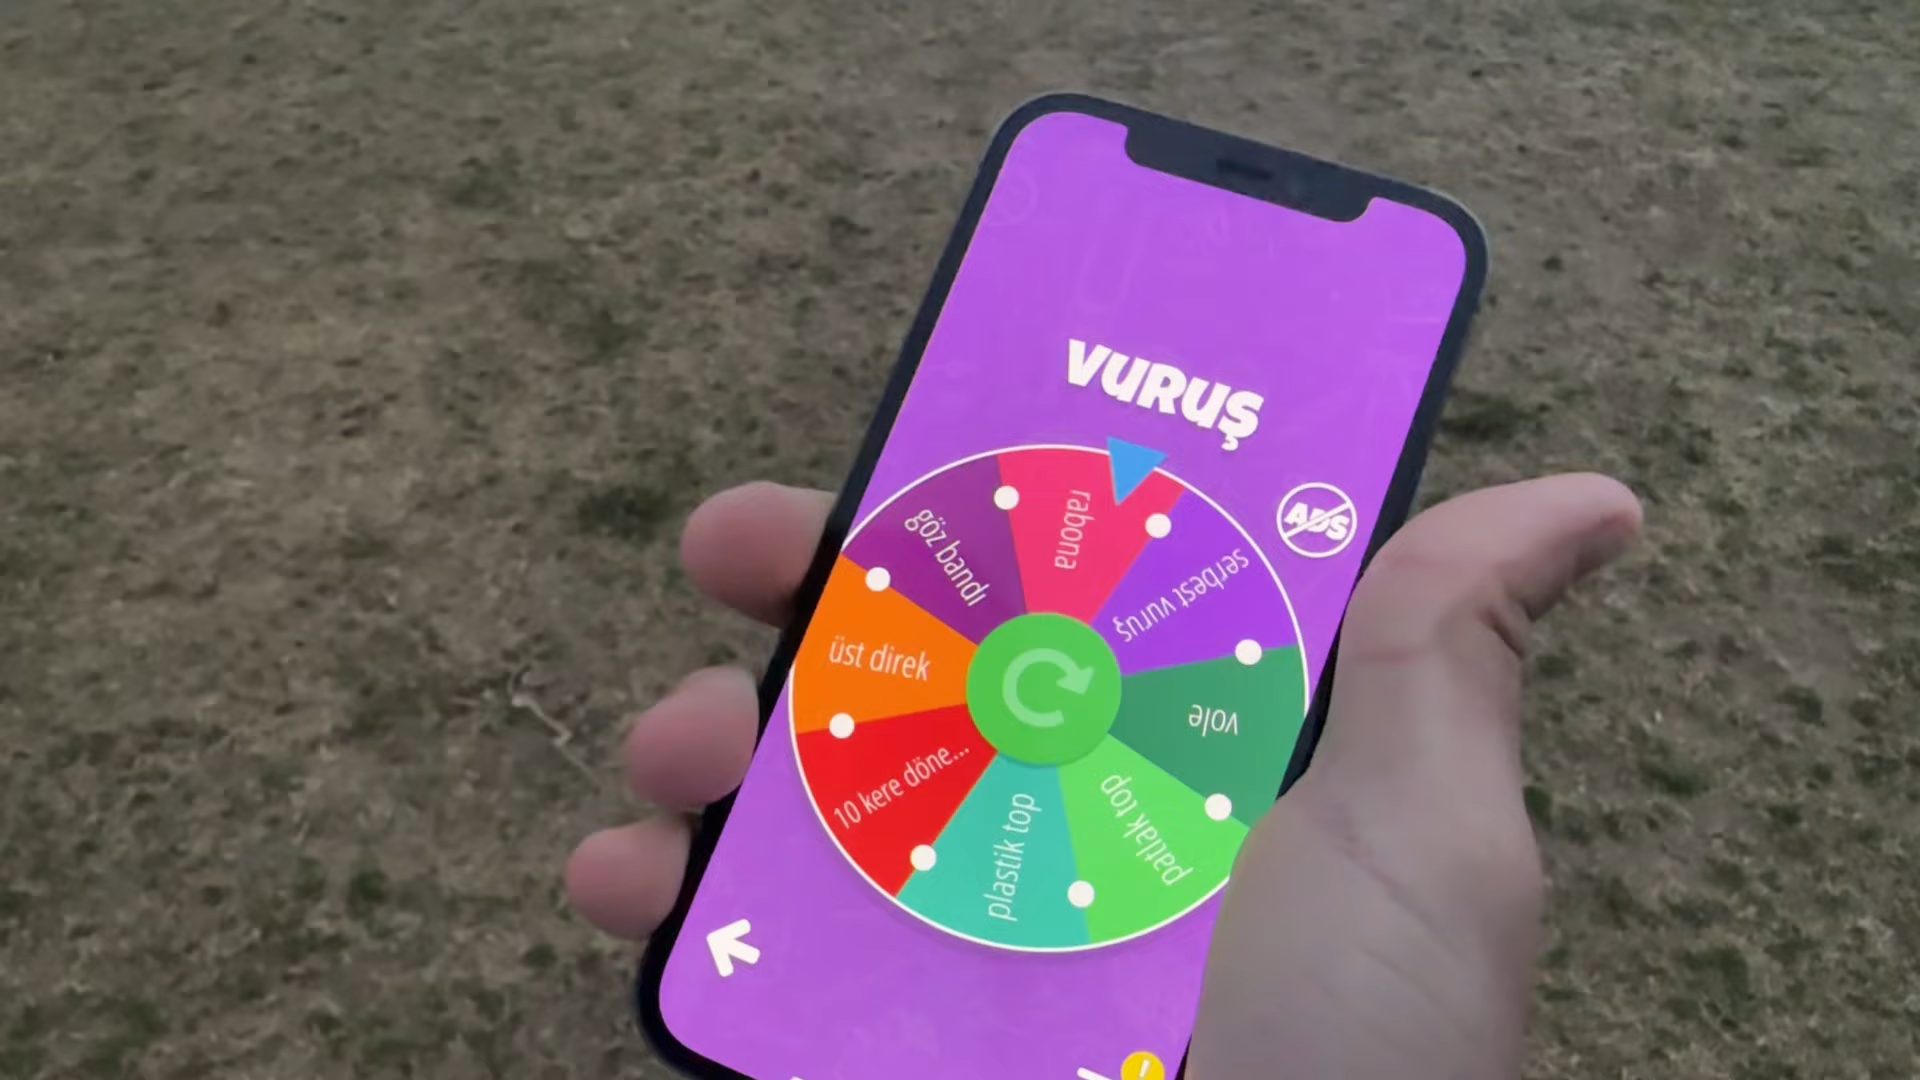 VURUŞ
ADS
rabona
serbest vuruş
vole
patlak top
plastik top
10 kere döne...
üst direk
göz bandı
!